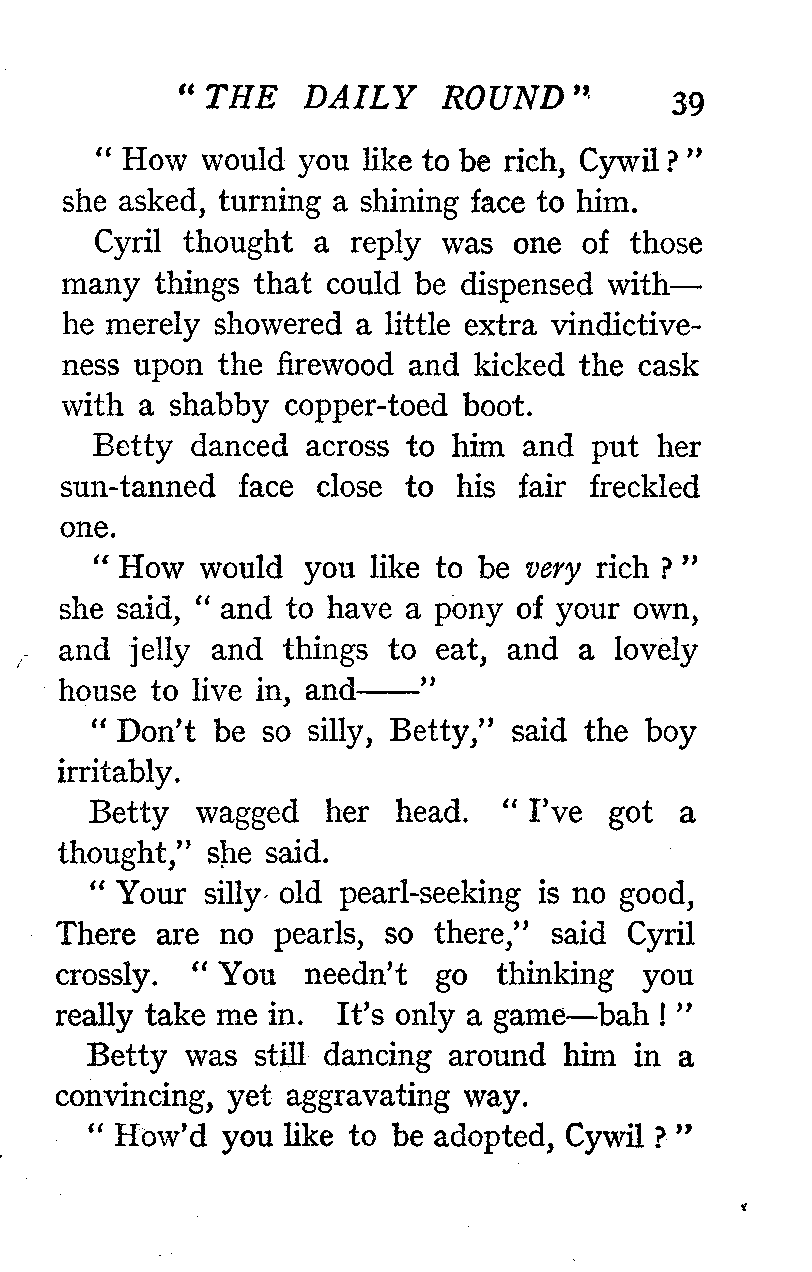 " THE DAILY ROUND " 39
" How would you like to be rich, Cywil ? "
she asked, turning a shining face to him.
Cyril thought a reply was one of those
many things that could be dispensed with—
he merely showered a little extra vindictive-
ness upon the firewood and kicked the cask
with a shabby copper-toed boot.
Betty danced across to him and put her
sun-tanned face close to his fair freckled
one.
" How would you like to be very rich ? "
she said, " and to have a pony of your own,
and jelly and things to eat, and a lovely
house to live in, and——"
" Don't be so silly, Betty," said the boy
irritably.
Betty wagged her head. " I've got a
thought," she said.
" Your silly old pearl-seeking is no good,
There are no pearls, so there," said Cyril
crossly. " You needn't go thinking you
really take me in. It's only a game—bah ! "
Betty was still dancing around him in a
convincing, yet aggravating way.
" How'd you like to be adopted, Cywil ? "